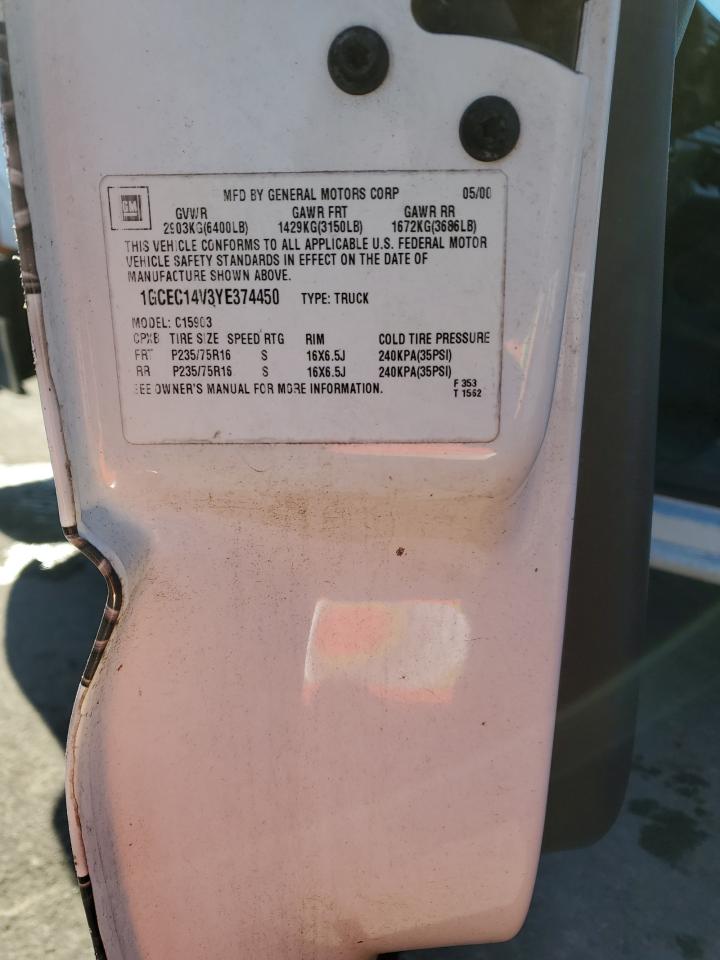 GM MFD BY GENERAL MOTORS CORP 05/00
GVWR GAWR FRT GAWR RR
2903KG(6400LB) 1429KG(3150LB) 1672KG(3686LB)
THIS VEHICLE CONFORMS TO ALL APPLICABLE U.S. FEDERAL MOTOR
VEHICLE SAFETY STANDARDS IN EFFECT ON THE DATE OF
MANUFACTURE SHOWN ABOVE.
1GCEC14V3YE374450 TYPE: TRUCK
MODEL: C15903
CPXB TIRE SIZE SPEED RTG RIM COLD TIRE PRESSURE
FRT P235/75R16 S 16X6.5J 240KPA(35PSI)
RR P235/75R16 S 16X6.5J 240KPA(35PSI)
SEE OWNER'S MANUAL FOR MORE INFORMATION. F 353
T 1562